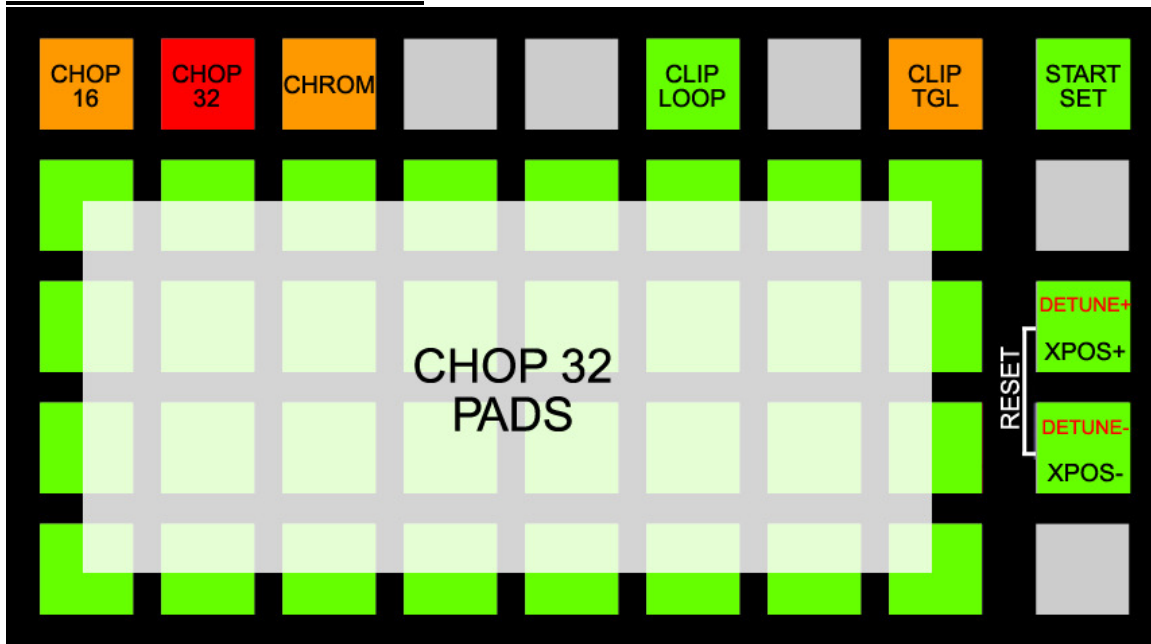 CHOP
16
CHOP
32
CHROM
CLIP
LOOP
CLIP
TGL
START
SET
DETUNE+
XPOS+
RESET
DETUNE-
XPOS-
CHOP 32
PADS